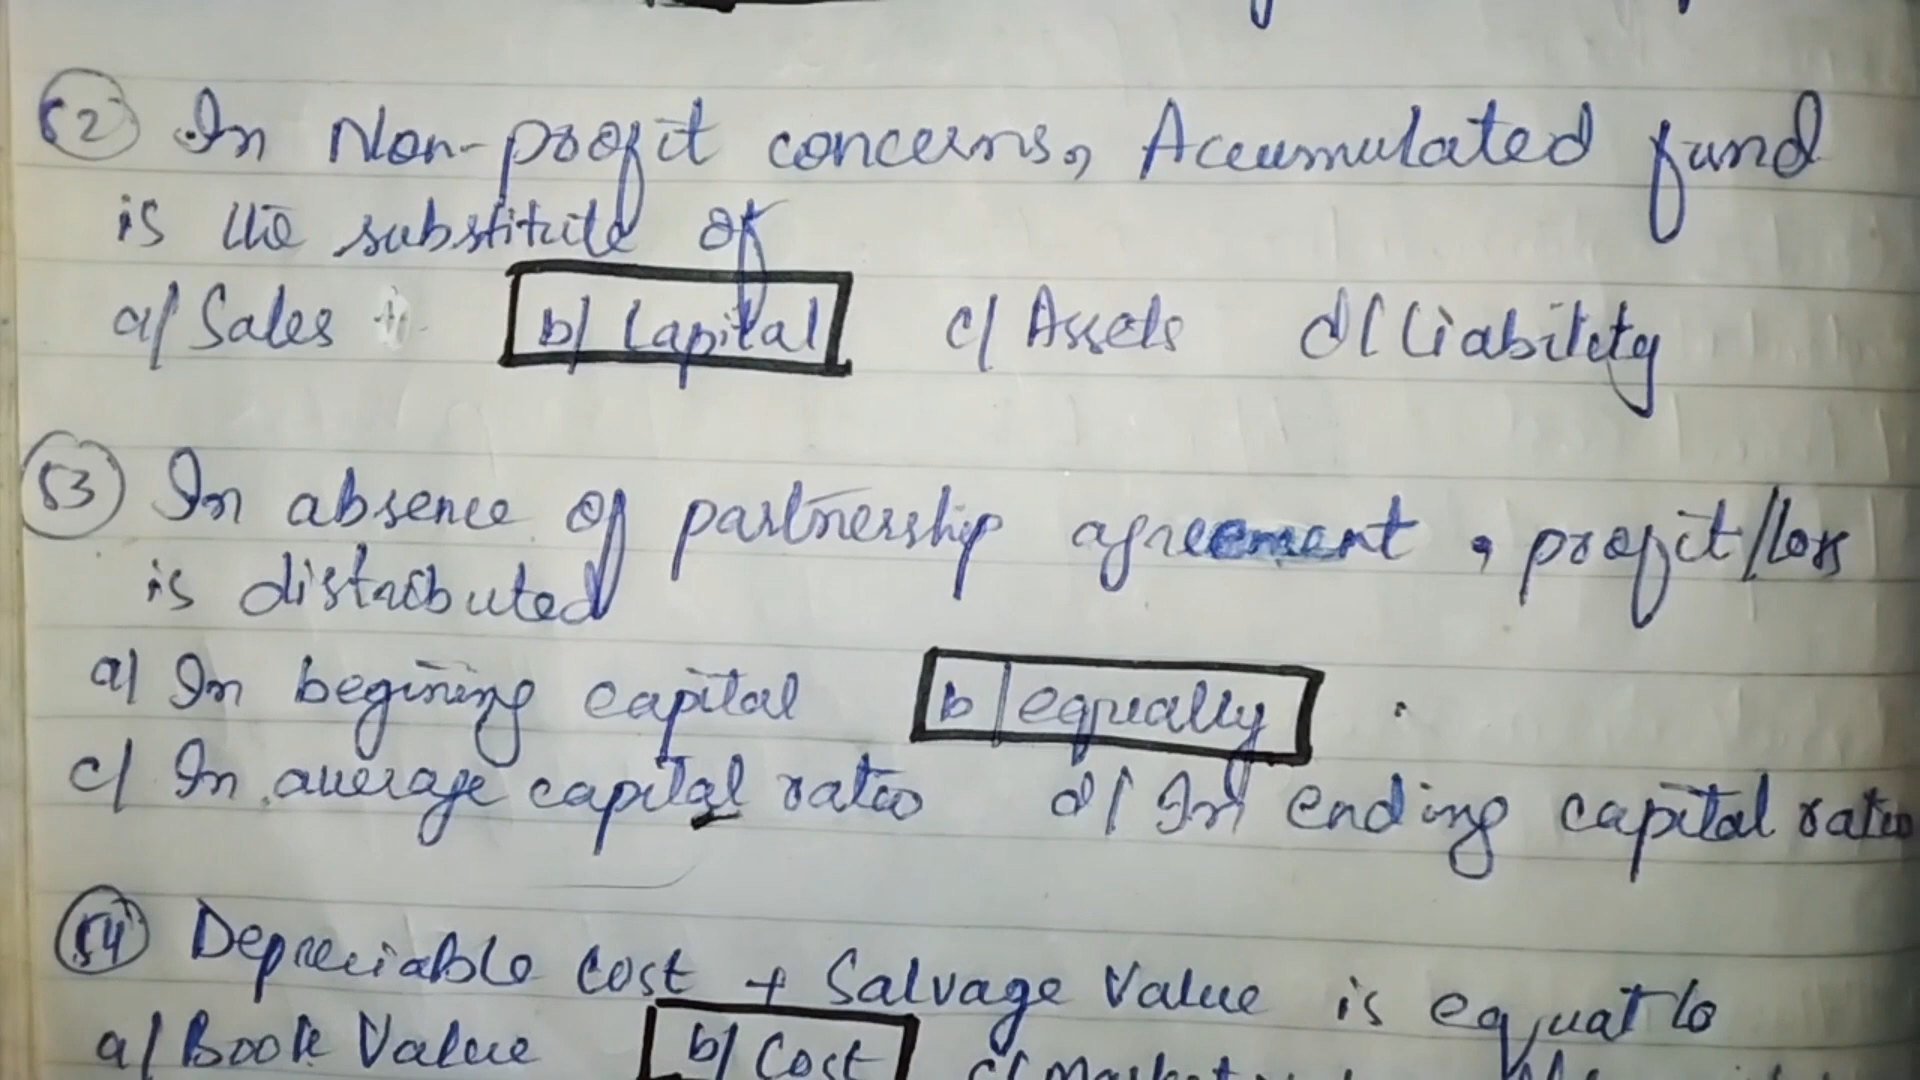 52 In Non-profit concerns, Accumulated fund
is the substitute of
a/ Sales b/ Capital c/ Assets d/ Liability
53 In absence of partnership agreement, profit/loss
is distributed
a/ In begining capital b/ equally
c/ In average capital ratio d/ In ending capital ratio
54 Depreciable Cost + Salvage Value is equal to
a/ Book Value b/ Cost c/ Market